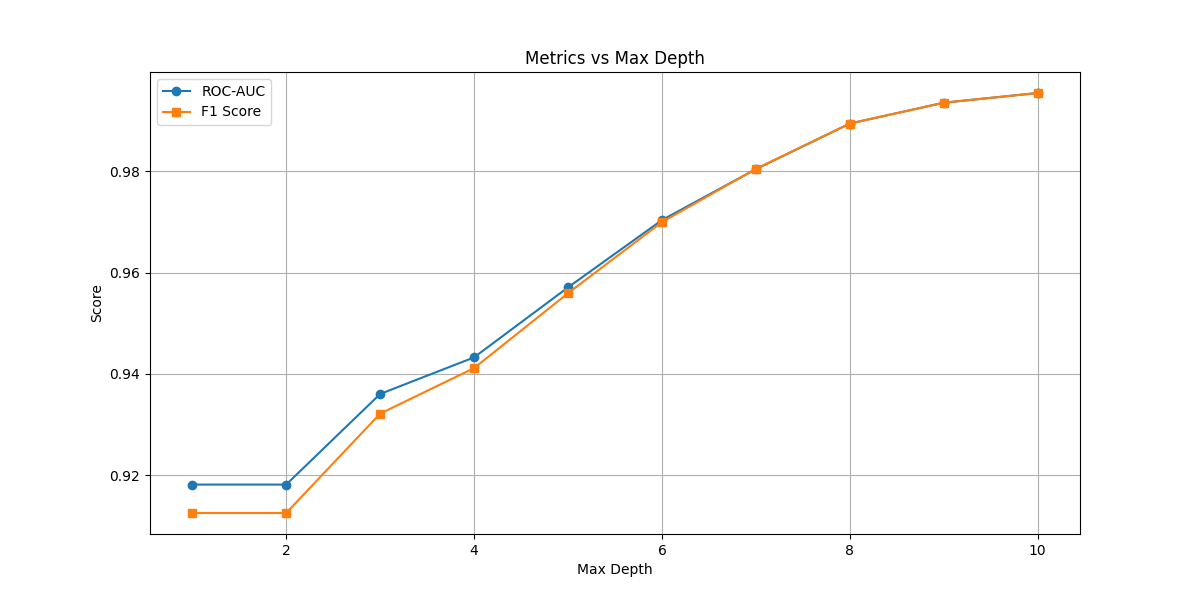 Metrics vs Max Depth
ROC-AUC
F1 Score
0.98
0.96
0.94
0.92
Score
2 4 6 8 10
Max Depth